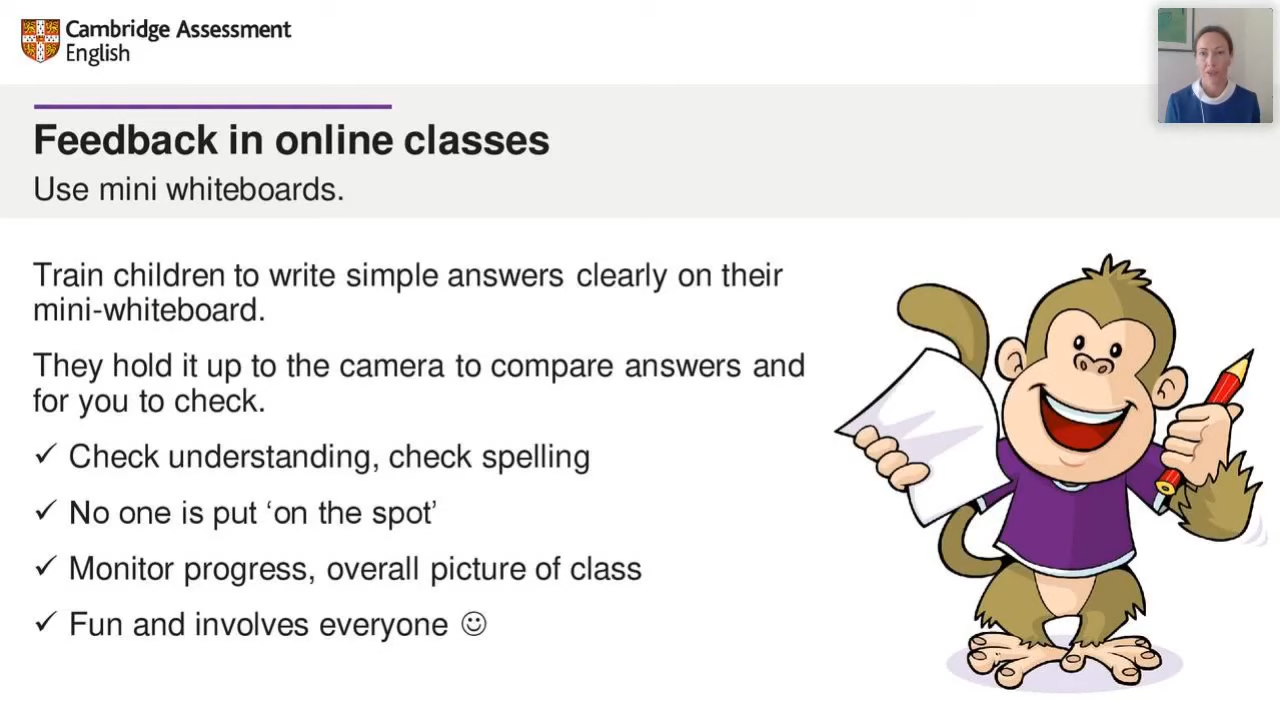 Cambridge Assessment
English
Feedback in online classes
Use mini whiteboards.
Train children to write simple answers clearly on their
mini-whiteboard.
They hold it up to the camera to compare answers and
for you to check.
✓ Check understanding, check spelling
✓ No one is put ‘on the spot’
✓ Monitor progress, overall picture of class
✓ Fun and involves everyone ☺